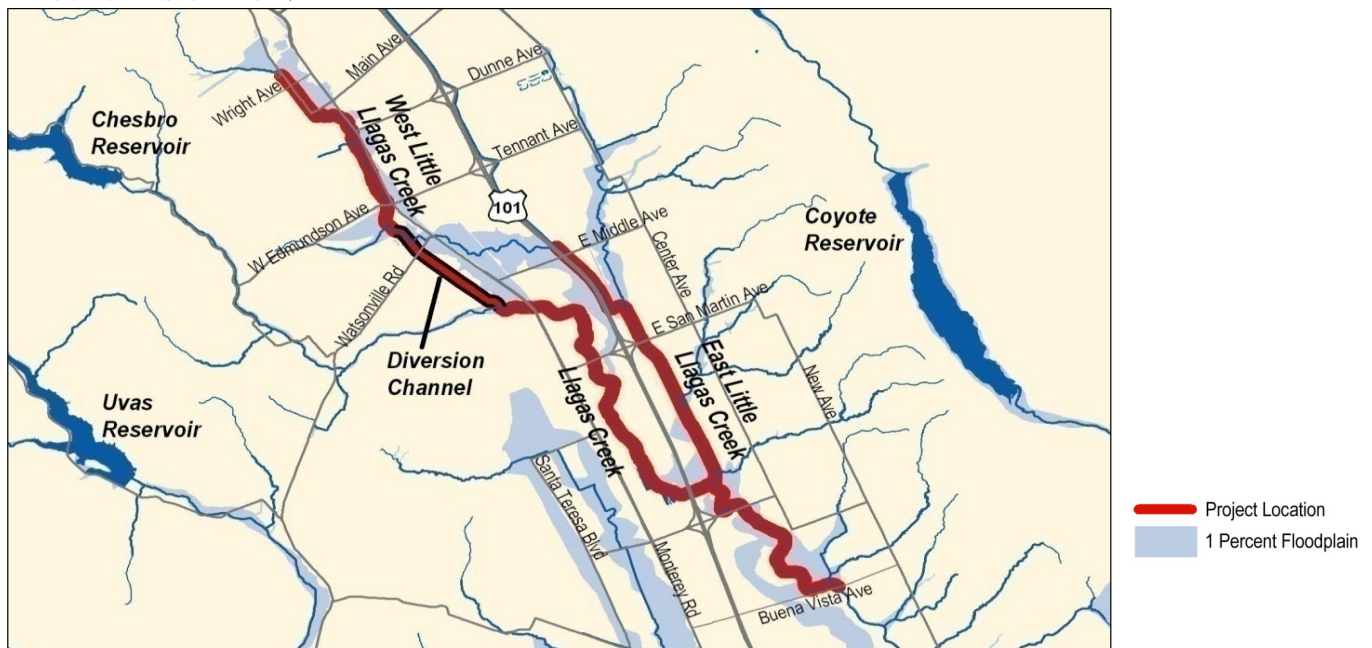 Wright Ave
Main Ave
Dunne Ave
Chesbro
Reservoir
West Little
Llagas Creek
Tennant Ave
101
W Edmundson Ave
E Middle Ave
Center Ave
Coyote
Reservoir
Watsonville Rd
E San Martin Ave
Diversion
Channel
East Little
Llagas Creek
New Ave
Uvas
Reservoir
Llagas Creek
Santa Teresa Blvd
Monterey Rd
Buena Vista Ave
Project Location
1 Percent Floodplain